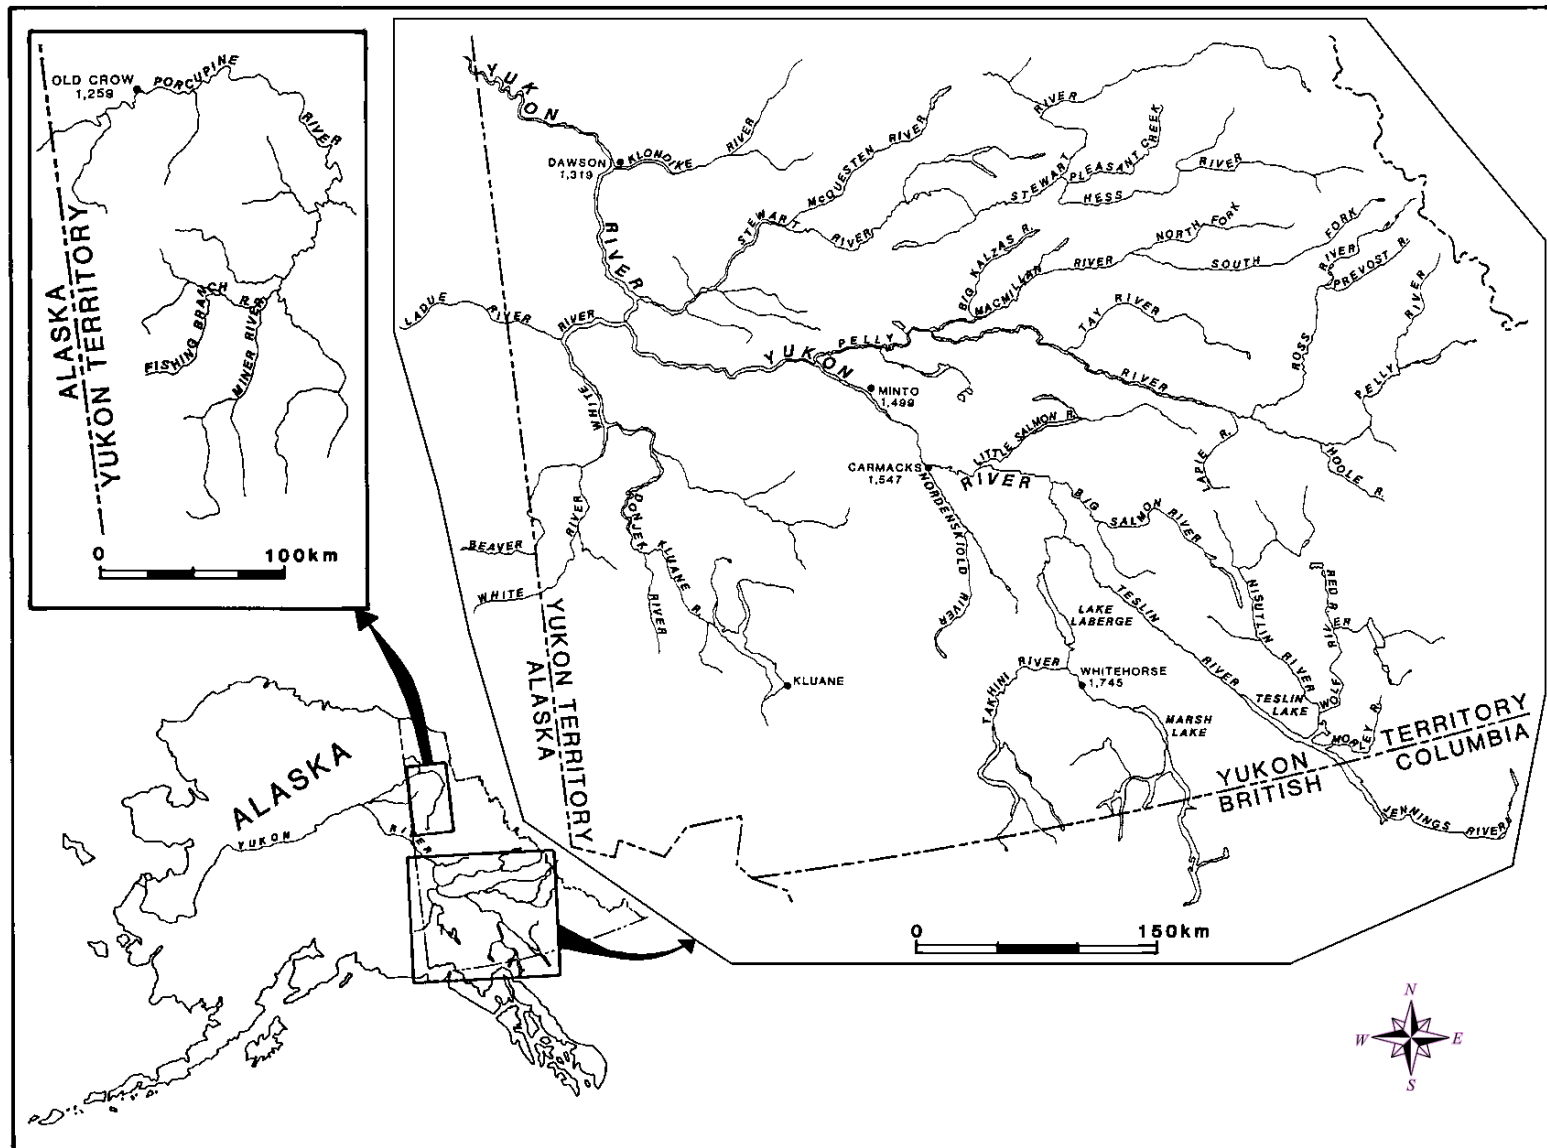 OLD CROW
1,259
PORCUPINE
RIVER
ALASKA
YUKON TERRITORY
FISHING BRANCH R.
MINER RIVER
0 100km
YUKON
RIVER
DAWSON
1,319
KLONDIKE RIVER
McQUESTEN RIVER
STEWART RIVER
STEWART RIVER
PLEASANT CREEK
HESS RIVER
LADUE RIVER
RIVER
WHITE
BIG KALZAS R.
MACMILLAN RIVER
NORTH FORK
SOUTH FORK
RIVER
PREVOST R.
ROSS
PELLY RIVER
TAY RIVER
PELLY
RIVER
YUKON
MINTO
1,499
LITTLE SALMON R.
LAPIE R.
HOOLE R.
CARMACKS
1,547
RIVER
NORDENSKIOLD RIVER
BIG SALMON RIVER
DONJEK
RIVER
KLUANE R.
BEAVER
RIVER
WHITE
KLUANE
YUKON TERRITORY
ALASKA
LAKE
LABERGE
TESLIN RIVER
NISUTLIN RIVER
RED RIVER
WOLF
TAKHINI RIVER
WHITEHORSE
1,745
MARSH
LAKE
TESLIN
LAKE
MORLEY R.
YUKON TERRITORY
BRITISH COLUMBIA
JENNINGS RIVER
0 150km
ALASKA
YUKON
RIVER
N
W E
S